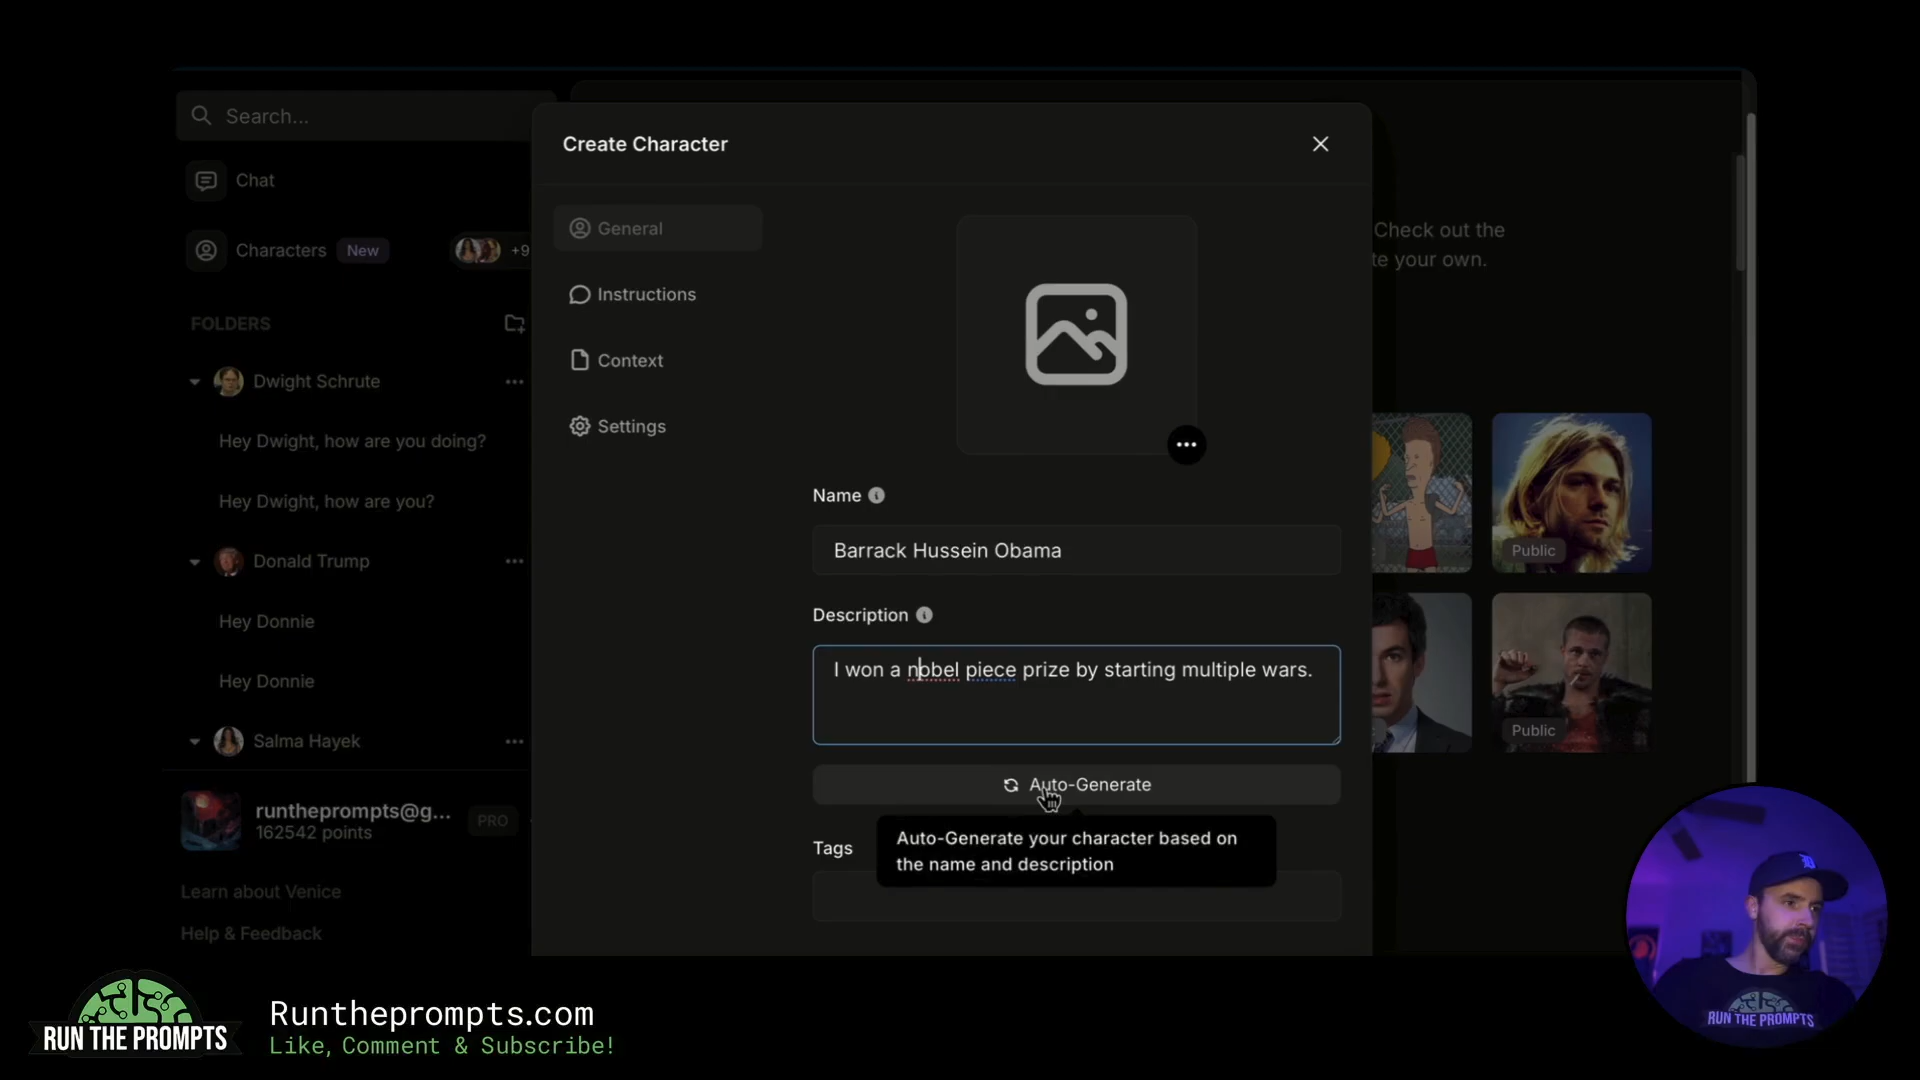 Search...
Chat
Characters New +9
FOLDERS
Dwight Schrute
Hey Dwight, how are you doing?
Hey Dwight, how are you?
Donald Trump
Hey Donnie
Hey Donnie
Salma Hayek
runtheprompts@g...
162542 points
PRO
Learn about Venice
Help & Feedback
Create Character
General
Instructions
Context
Settings
Name
Barrack Hussein Obama
Description
I won a nobel piece prize by starting multiple wars.
Auto-Generate
Auto-Generate your character based on
the name and description
Tags
Check out the
te your own.
Public
Public
RUN THE PROMPTS
Runtheprompts.com
Like, Comment & Subscribe!
RUN THE PROMPTS